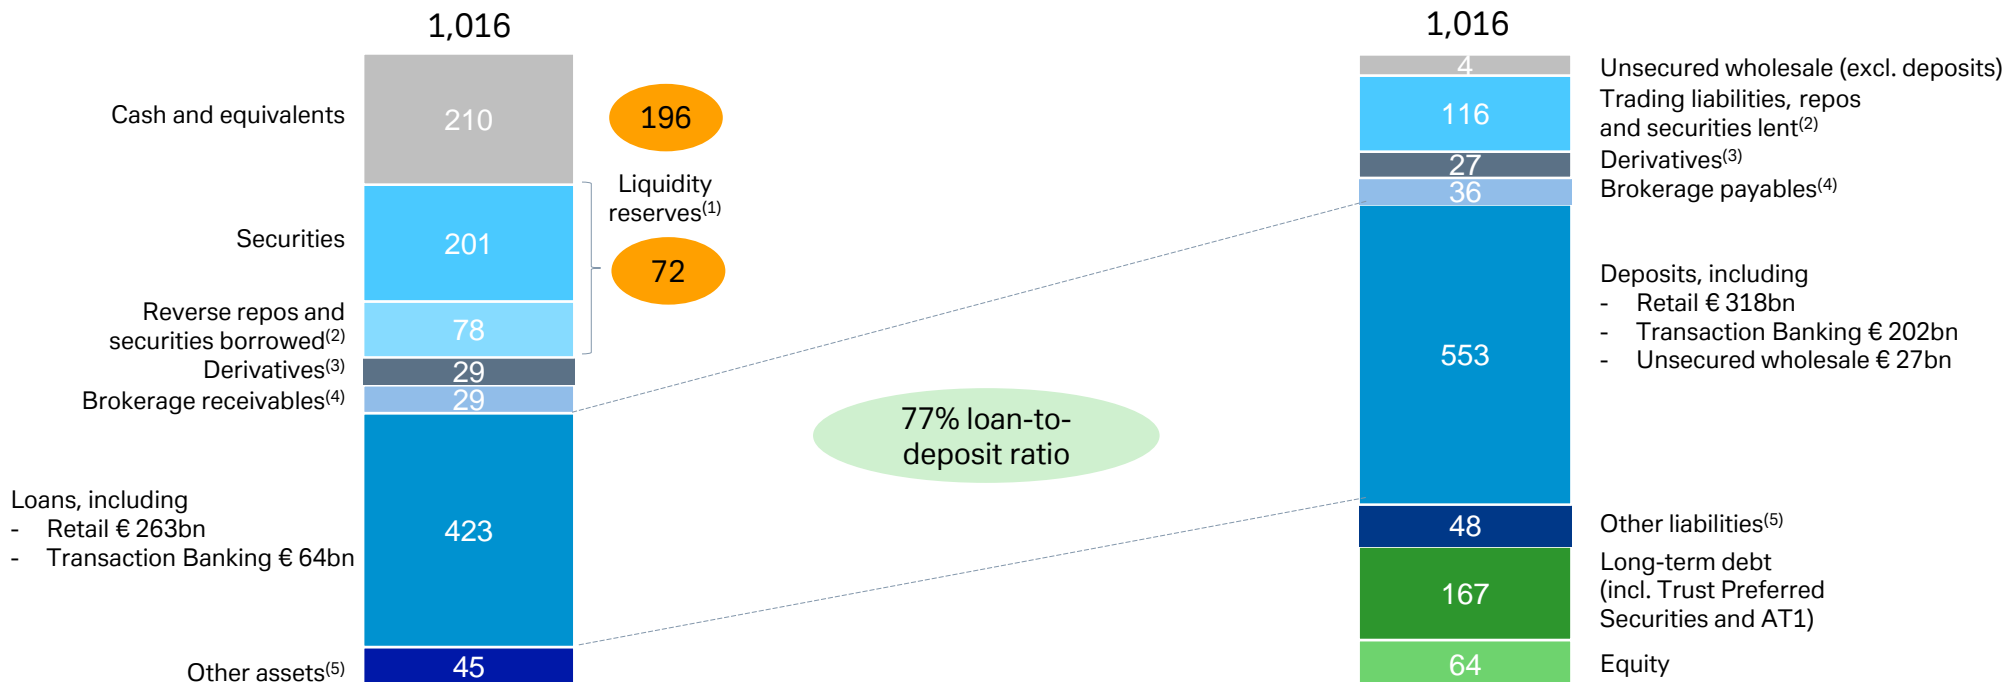 1,016
Cash and equivalents
210
196
Liquidity
reserves(1)
Securities
201
72
Reverse repos and
securities borrowed(2)
78
Derivatives(3)
29
Brokerage receivables(4)
29
Loans, including
- Retail € 263bn
- Transaction Banking € 64bn
423
Other assets(5)
45
77% loan-to-
deposit ratio
1,016
4
Unsecured wholesale (excl. deposits)
116
Trading liabilities, repos
and securities lent(2)
27
Derivatives(3)
36
Brokerage payables(4)
553
Deposits, including
- Retail € 318bn
- Transaction Banking € 202bn
- Unsecured wholesale € 27bn
48
Other liabilities(5)
167
Long-term debt
(incl. Trust Preferred
Securities and AT1)
64
Equity